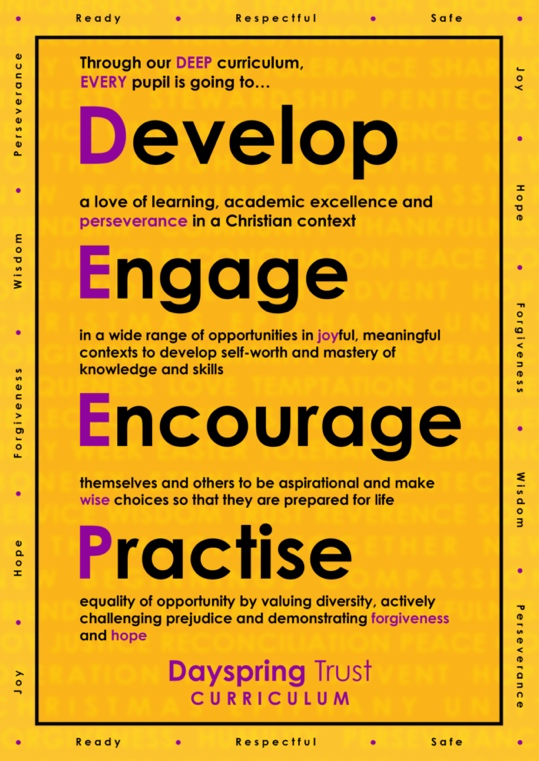 • Ready • Respectful • Safe •
Through our DEEP curriculum,
EVERY pupil is going to...
Develop
a love of learning, academic excellence and
perseverance in a Christian context
Engage
in a wide range of opportunities in joyful, meaningful
contexts to develop self-worth and mastery of
knowledge and skills
Encourage
themselves and others to be aspirational and make
wise choices so that they are prepared for life
Practise
equality of opportunity by valuing diversity, actively
challenging prejudice and demonstrating forgiveness
and hope
Dayspring Trust
CURRICULUM
Joy • Hope • Forgiveness • Wisdom • Perseverance
Joy • Hope • Forgiveness • Wisdom • Perseverance
• Ready • Respectful • Safe •